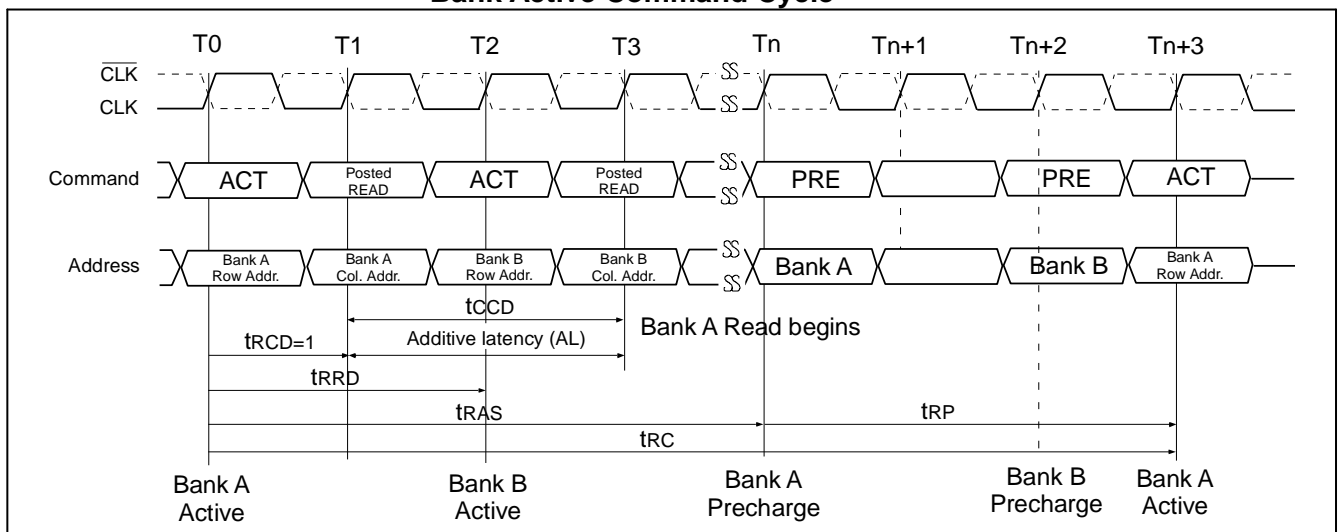 Bank Active Command Cycle
T0 T1 T2 T3 Tn Tn+1 Tn+2 Tn+3
CLK
CLK
Command ACT Posted READ ACT Posted READ PRE PRE ACT
Address Bank A Row Addr. Bank A Col. Addr. Bank B Row Addr. Bank B Col. Addr. Bank A Bank B Bank A Row Addr.
tCCD
Bank A Read begins
tRCD=1 Additive latency (AL)
tRRD
tRAS tRP
tRC
Bank A Active Bank B Active Bank A Precharge Bank B Precharge Bank A Active